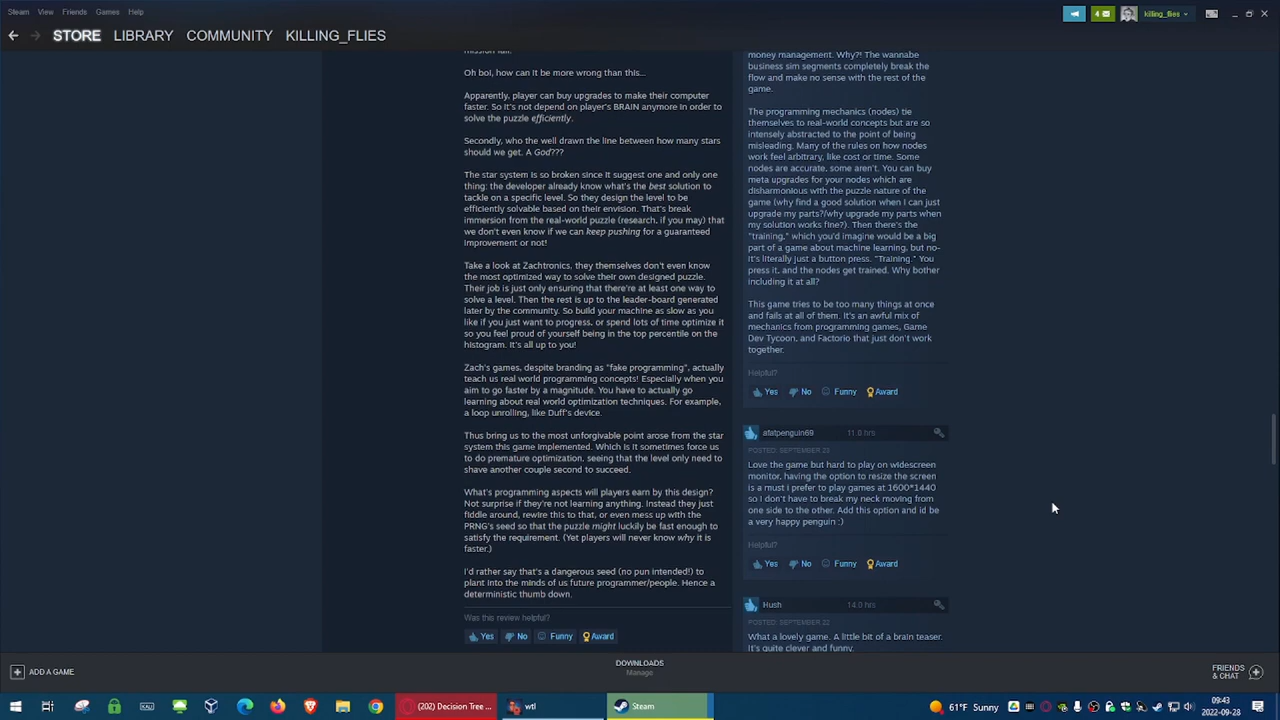 Steam View Friends Games Help
4
killing_flies
STORE LIBRARY COMMUNITY KILLING_FLIES
mission fail.
Oh boi, how can it be more wrong than this...
Apparently, player can buy upgrades to make their computer
faster. So it's not depend on player's BRAIN anymore in order to
solve the puzzle efficiently.
Secondly, who the well drawn the line between how many stars
should we get. A God???
The star system is so broken since it suggest one and only one
thing: the developer already know what's the best solution to
tackle on a specific level. So they design the level to be
efficiently solvable based on their envision. That's break
immersion from the real-world puzzle (research, if you may) that
we don't even know if we can keep pushing for a guaranteed
improvement or not!
Take a look at Zachtronics, they themselves don't even know
the most optimized way to solve their own designed puzzle.
Their job is just only ensuring that there're at least one way to
solve a level. Then the rest is up to the leader-board generated
later by the community. So build your machine as slow as you
like if you just want to progress, or spend lots of time optimize it
so you feel proud of yourself being in the top percentile on the
histogram. It's all up to you!
Zach's games, despite branding as "fake programming", actually
teach us real world programming concepts! Especially when you
aim to go faster by a magnitude. You have to actually go
learning about real world optimization techniques. For example,
a loop unrolling, like Duff's device.
Thus bring us to the most unforgivable point arose from the star
system this game implemented. Which is it sometimes force us
to do premature optimization, seeing that the level only need to
shave another couple second to succeed.
What's programming aspects will players earn by this design?
Not surprise if they're not learning anything. Instead they just
fiddle around, rewire this to that, or even mess up with the
PRNG's seed so that the puzzle might luckily be fast enough to
satisfy the requirement. (Yet players will never know why it is
faster.)
I'd rather say that's a dangerous seed (no pun intended!) to
plant into the minds of us future programmer/people. Hence a
deterministic thumb down.
Was this review helpful?
Yes No Funny Award
money management. Why?! The wannabe
business sim segments completely break the
flow and make no sense with the rest of the
game.
The programming mechanics (nodes) tie
themselves to real-world concepts but are so
intensely abstracted to the point of being
misleading. Many of the rules on how nodes
work feel arbitrary, like cost or time. Some
nodes are accurate, some aren't. You can buy
meta upgrades for your nodes which are
disharmonious with the puzzle nature of the
game (why find a good solution when I can just
upgrade my parts?/why upgrade my parts when
my solution works fine?). Then there's the
"training," which you'd imagine would be a big
part of a game about machine learning, but no-
it's literally just a button press. "Training." You
press it, and the nodes get trained. Why bother
including it at all?
This game tries to be too many things at once
and fails at all of them. It's an awful mix of
mechanics from programming games, Game
Dev Tycoon, and Factorio that just don't work
together.
Helpful?
Yes No Funny Award
afatpenguin69 11.0 hrs
POSTED: SEPTEMBER 23
Love the game but hard to play on widescreen
monitor, having the option to resize the screen
is a must i prefer to play games at 1600*1440
so I don't have to break my neck moving from
one side to the other. Add this option and id be
a very happy penguin :)
Helpful?
Yes No Funny Award
Hush 14.0 hrs
POSTED: SEPTEMBER 22
What a lovely game. A little bit of a brain teaser.
It's quite clever and funny.
ADD A GAME
DOWNLOADS
Manage
FRIENDS
& CHAT
(202) Decision Tree ... wtl Steam
61°F Sunny
09:43
2022-09-28